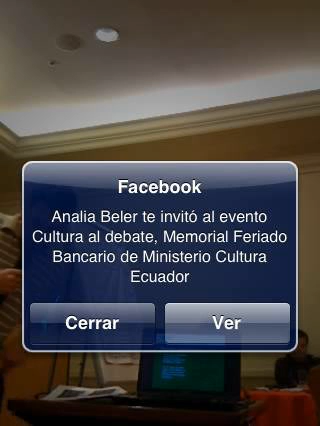 Facebook
Analia Beler te invitó al evento
Cultura al debate, Memorial Feriado
Bancario de Ministerio Cultura
Ecuador
Cerrar
Ver